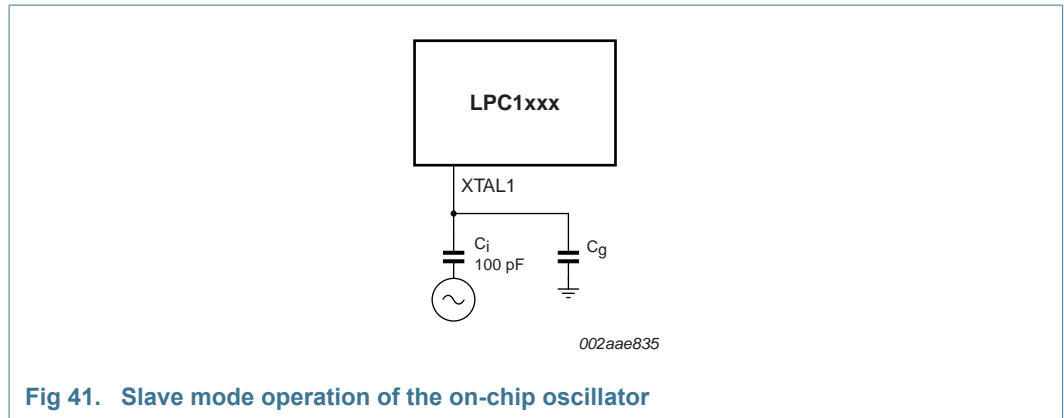 LPC1xxx
XTAL1
Ci
100 pF
Cg
002aae835
Fig 41. Slave mode operation of the on-chip oscillator